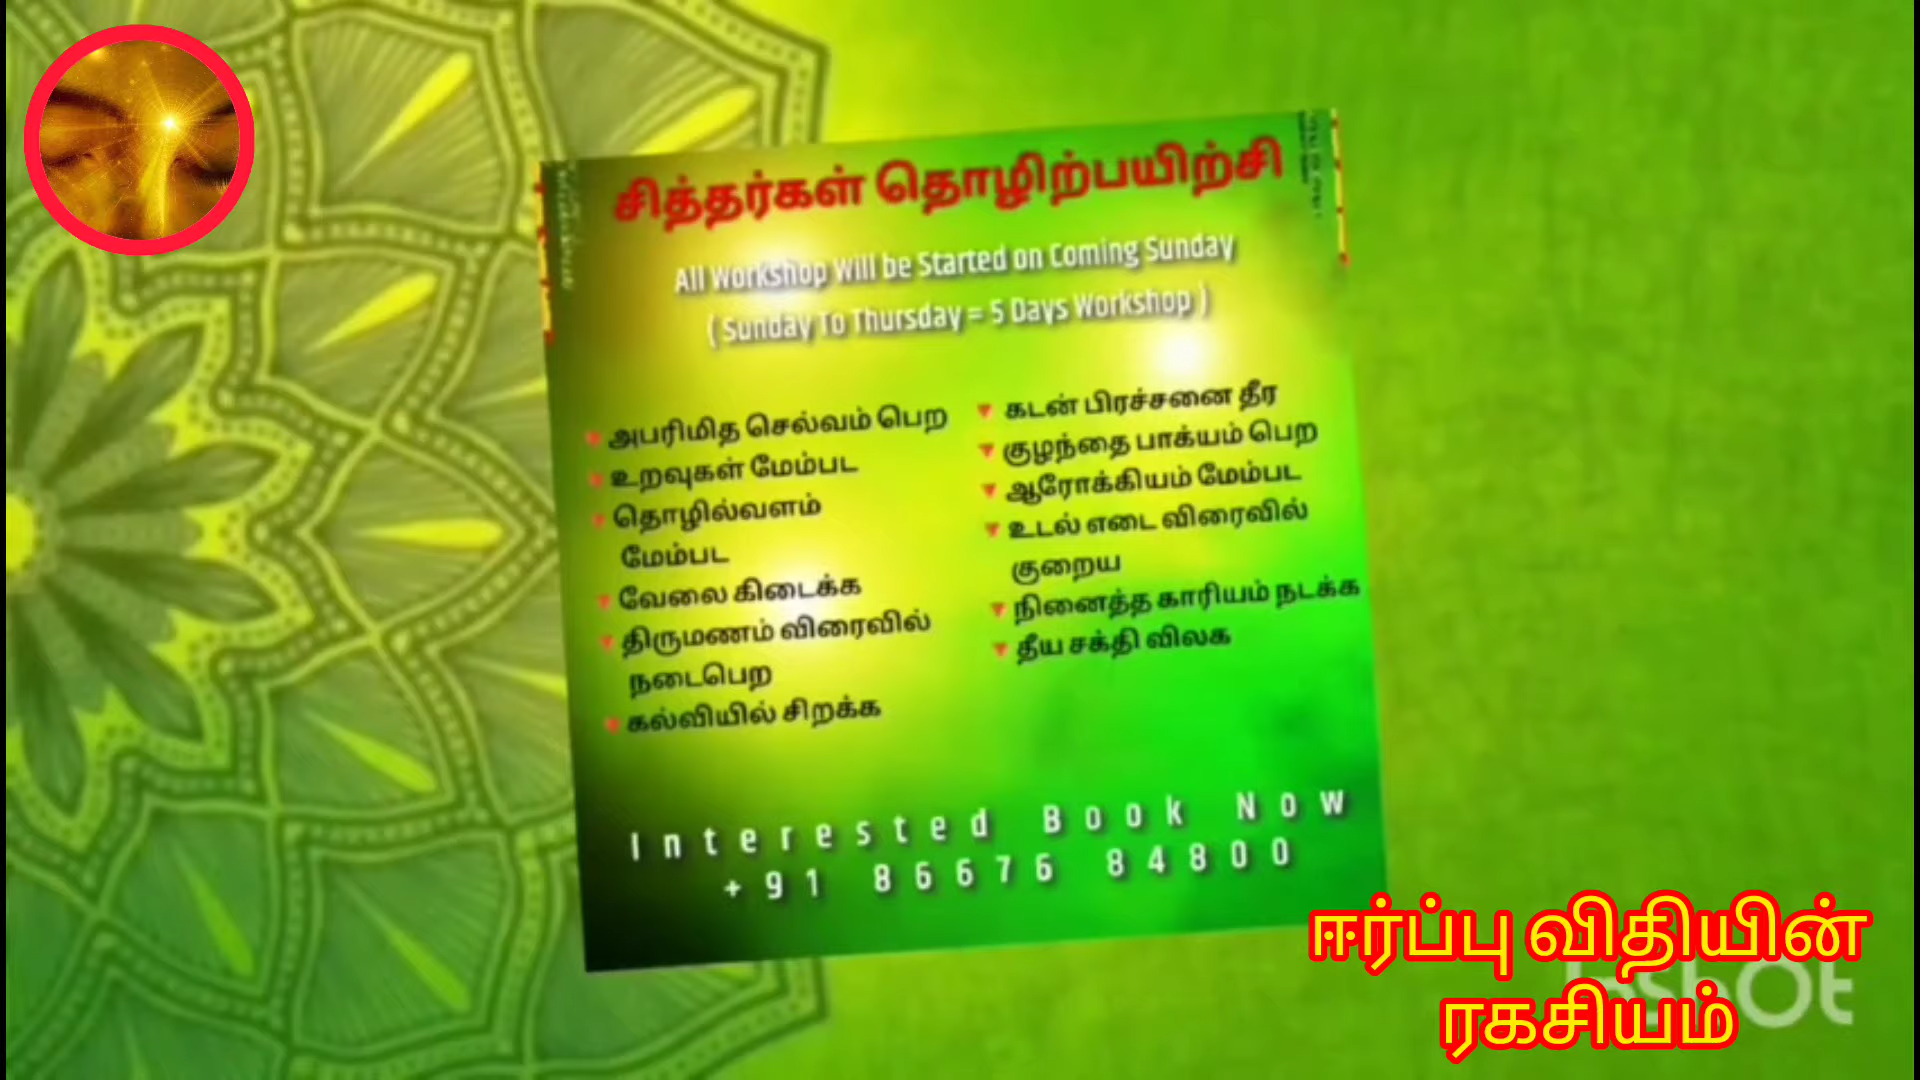 சித்தர்கள் தொழிற்பயிற்சி
All Workshop Will be Started on Coming Sunday
( Sunday To Thursday = 5 Days Workshop )
அபரிமித செல்வம் பெற
உறவுகள் மேம்பட
தொழில்வளம்
மேம்பட
வேலை கிடைக்க
திருமணம் விரைவில்
நடைபெற
கல்வியில் சிறக்க
கடன் பிரச்சனை தீர
குழந்தை பாக்யம் பெற
ஆரோக்கியம் மேம்பட
உடல் எடை விரைவில்
குறைய
நினைத்த காரியம் நடக்க
தீய சக்தி விலக
Interested Book Now
+91 86676 84800
ஈர்ப்பு விதியின்
ரகசியம்